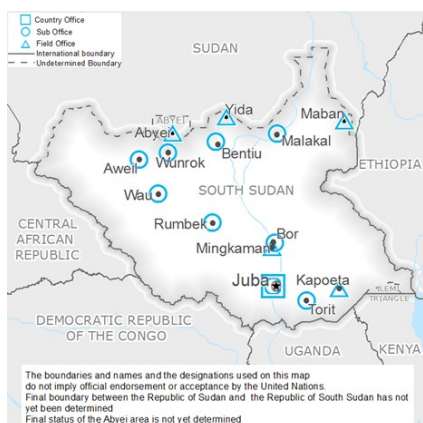 Country Office
Sub Office
Field Office
International boundary
Undetermined Boundary
SUDAN
ABYEI
Abyei
Yida
Maban
Aweil
Wunrok
Bentiu
Malakal
ETHIOPIA
Wau
SOUTH SUDAN
CENTRAL
AFRICAN
REPUBLIC
Rumbek
Bor
Mingkaman
Juba
Kapoeta
ILEMI
TRIANGLE
Torit
DEMOCRATIC REPUBLIC
OF THE CONGO
UGANDA
KENYA
The boundaries and names and the designations used on this map
do not imply official endorsement or acceptance by the United Nations.
Final boundary between the Republic of Sudan and the Republic of South Sudan has not
yet been determined
Final status of the Abyei area is not yet determined